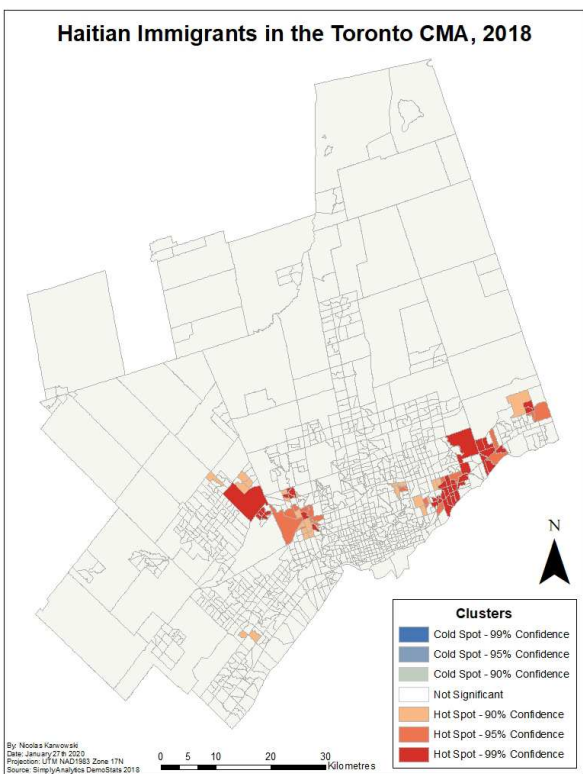 Haitian Immigrants in the Toronto CMA, 2018
N
Clusters
Cold Spot - 99% Confidence
Cold Spot - 95% Confidence
Cold Spot - 90% Confidence
Not Significant
Hot Spot - 90% Confidence
Hot Spot - 95% Confidence
Hot Spot - 99% Confidence
By: Nicolas Karwowski
Date: January 27th 2020
Projection: UTM NAD1983 Zone 17N
Source: SimplyAnalytics DemoStats 2018
0 5 10 20 30
Kilometres